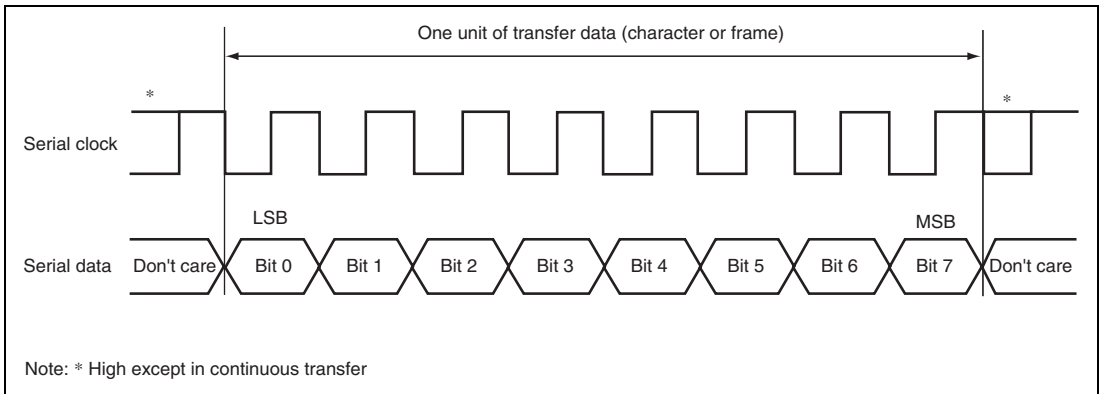 One unit of transfer data (character or frame)
* *
Serial clock
LSB MSB
Serial data Don't care Bit 0 Bit 1 Bit 2 Bit 3 Bit 4 Bit 5 Bit 6 Bit 7 Don't care
Note: * High except in continuous transfer